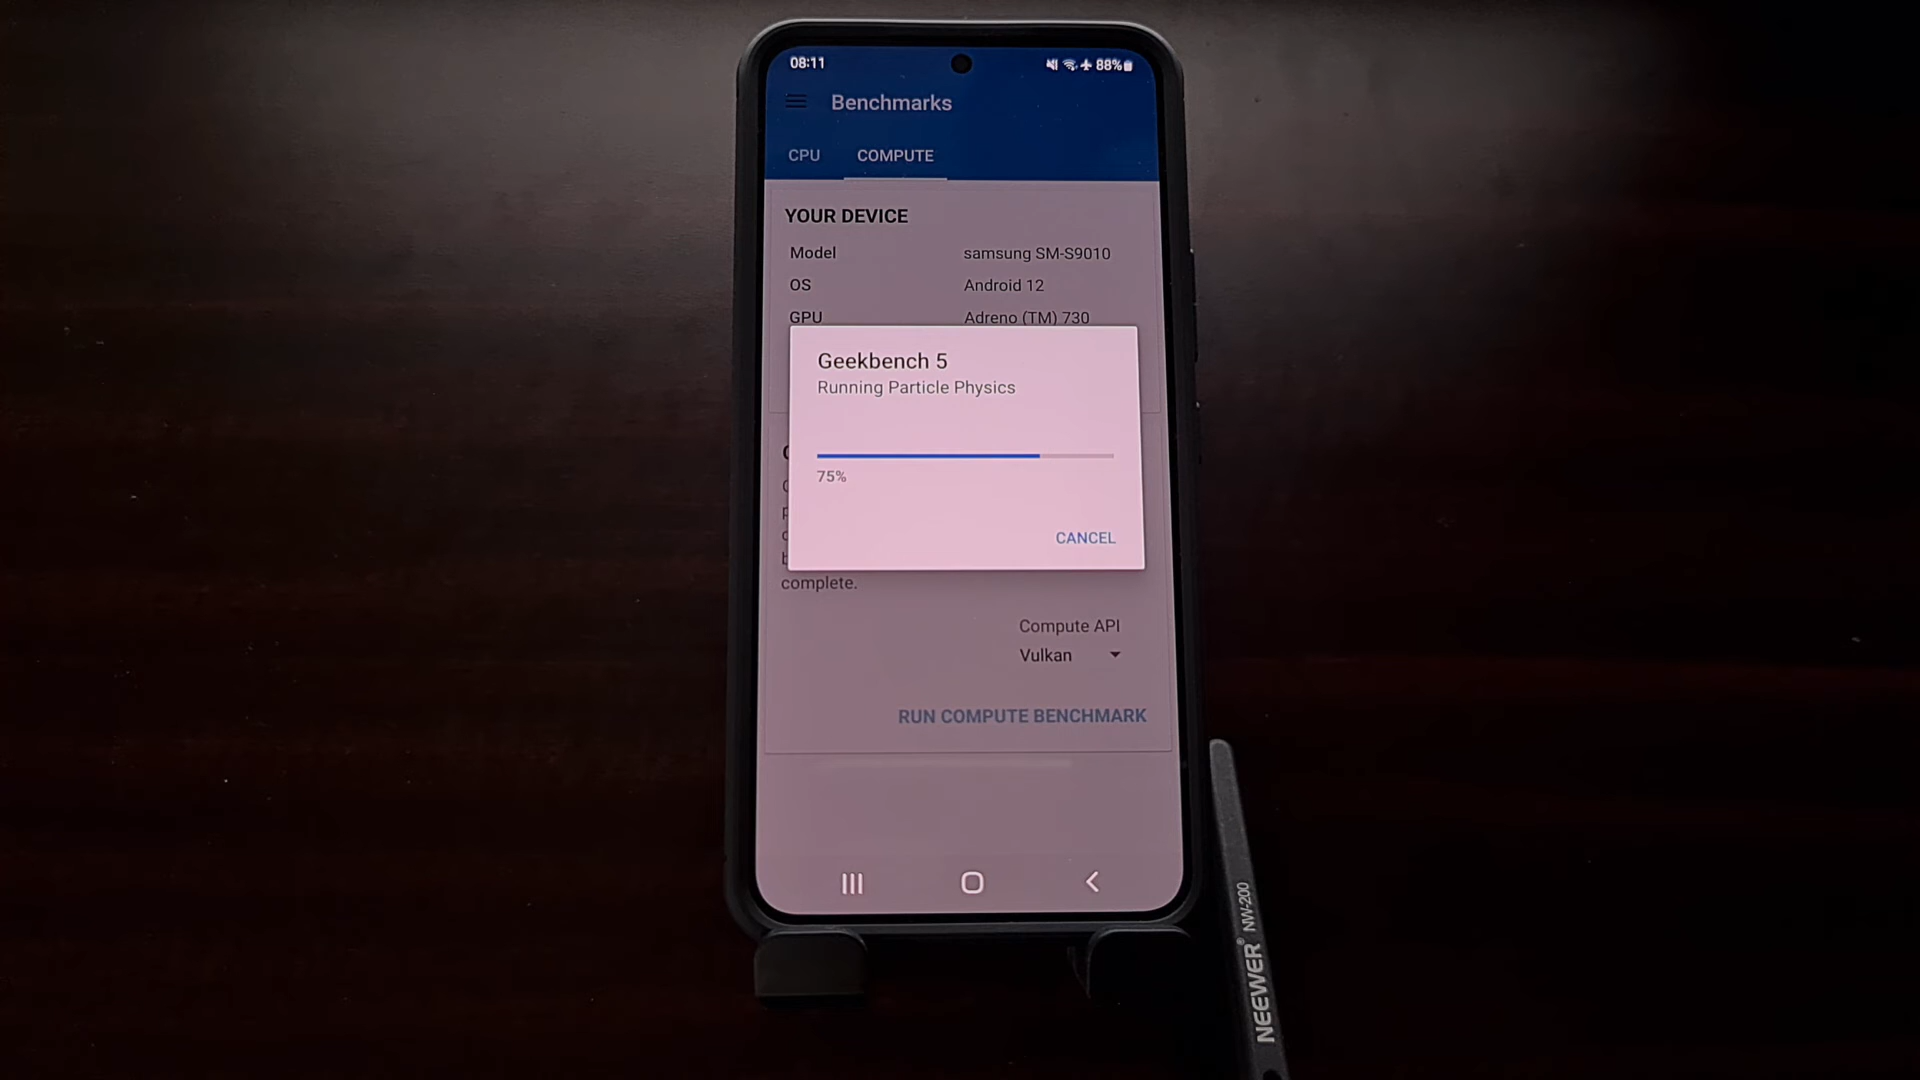 08:11
88%
Benchmarks
CPU COMPUTE
YOUR DEVICE
Model samsung SM-S9010
OS Android 12
GPU Adreno (TM) 730
Geekbench 5
Running Particle Physics
75%
CANCEL
complete.
Compute API
Vulkan
RUN COMPUTE BENCHMARK
NEEWER® NW-200